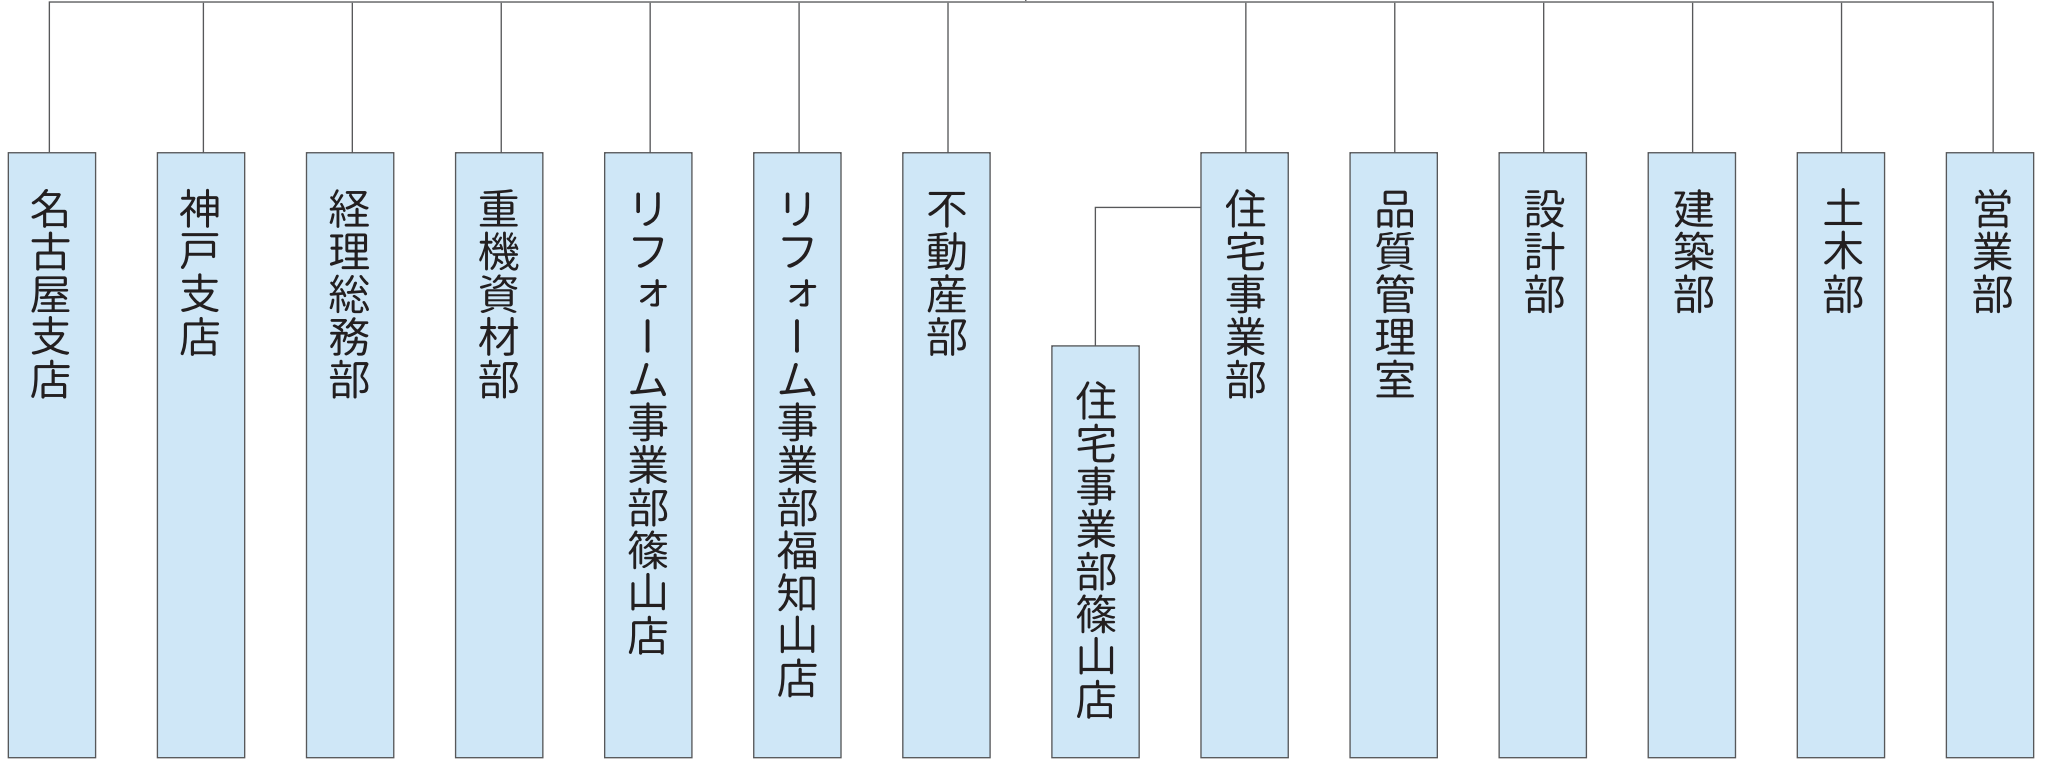 営業部
土木部
建築部
設計部
品質管理室
住宅事業部
住宅事業部篠山店
不動産部
リフォーム事業部福知山店
リフォーム事業部篠山店
重機資材部
経理総務部
神戸支店
名古屋支店